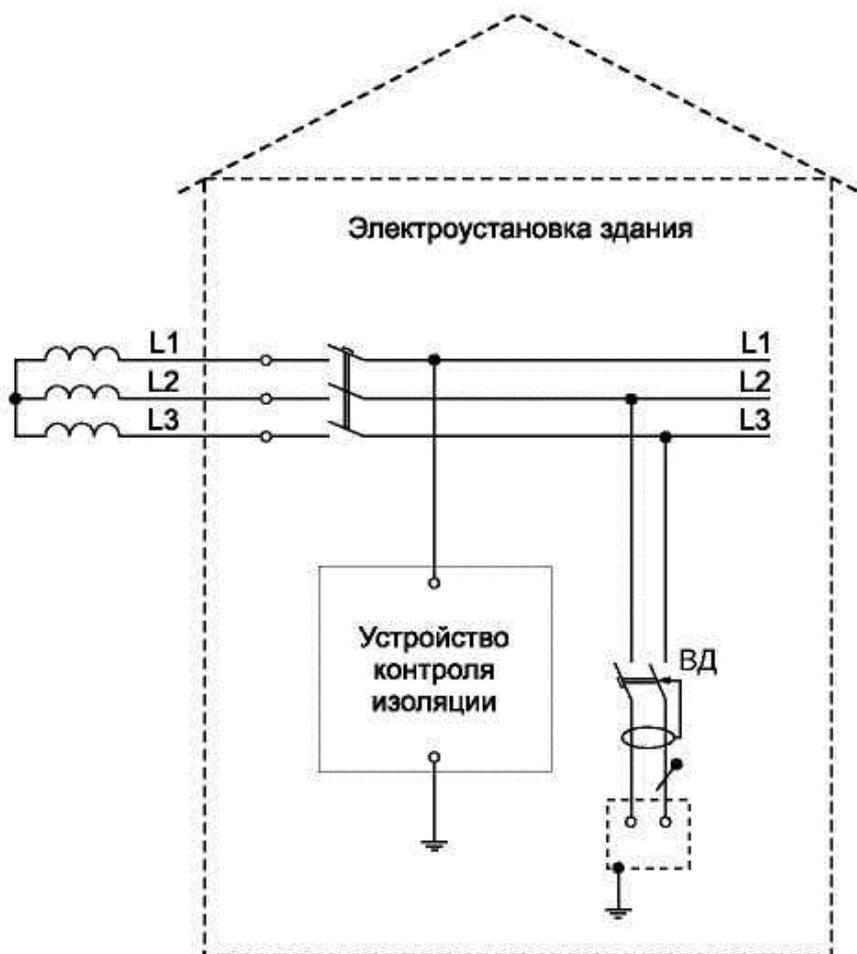 Электроустановка здания
L1
L1
L2
L2
L3
L3
Устройство
контроля
изоляции
ВД